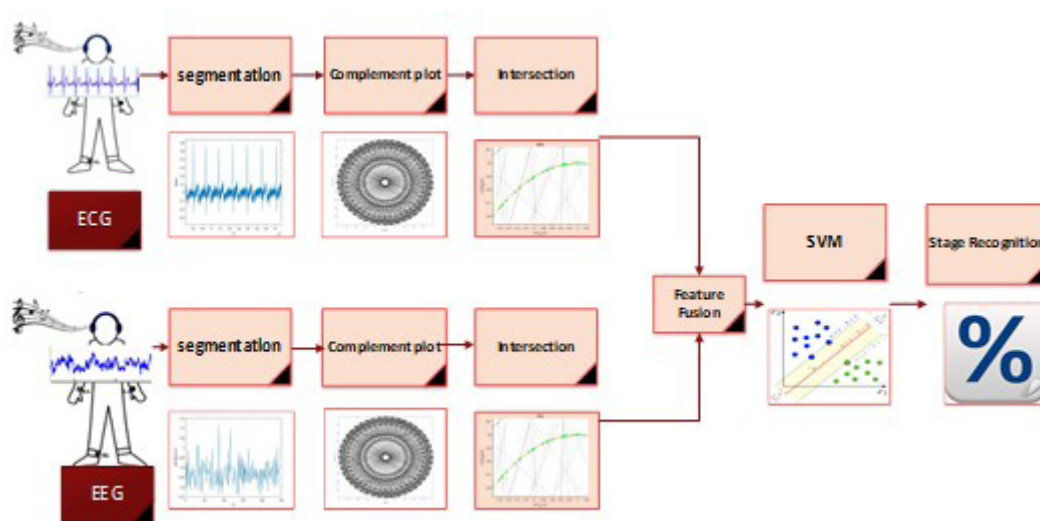 segmentation
Complement plot
Intersection
ECG
SVM
Stage Recognition
Feature
Fusion
segmentation
Complement plot
Intersection
%
EEG